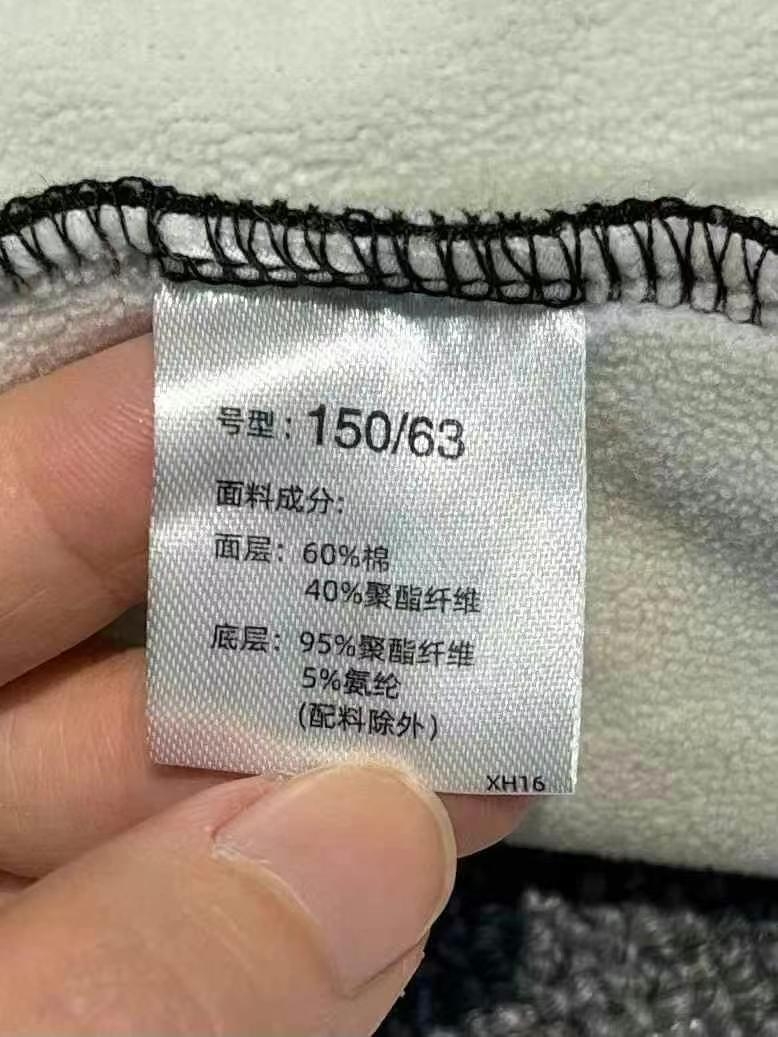 号型：150/63
面料成分：
面层：60%棉
40%聚酯纤维
底层：95%聚酯纤维
5%氨纶
(配料除外)
XH16